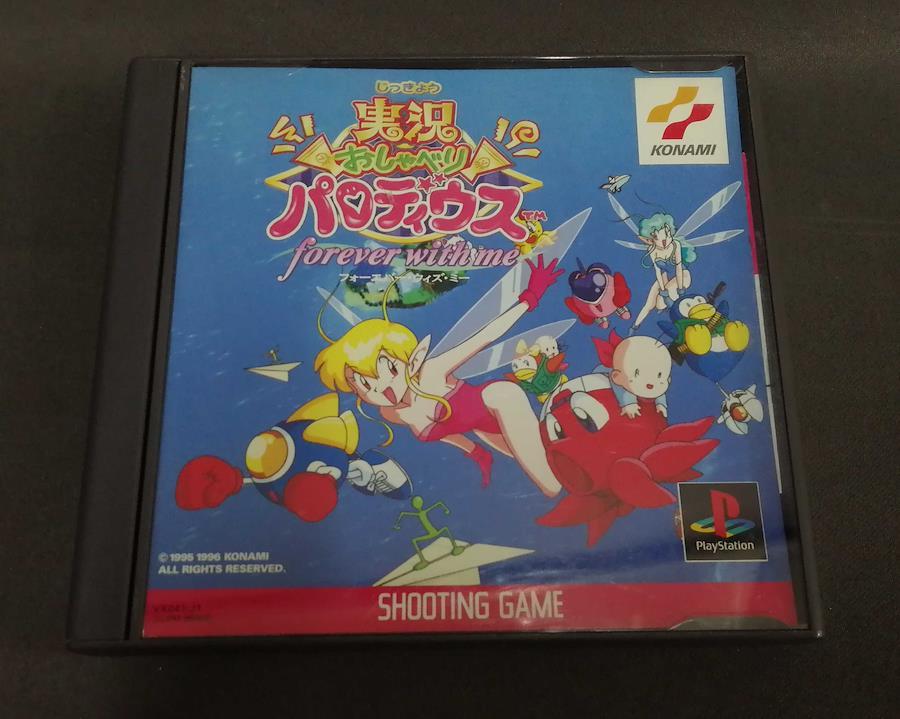 じっきょう
実況
おしゃべり
パロディウス™
forever with me
フォーエバー・ウィズ・ミー
KONAMI
PlayStation
©1995 1996 KONAMI
ALL RIGHTS RESERVED.
SHOOTING GAME